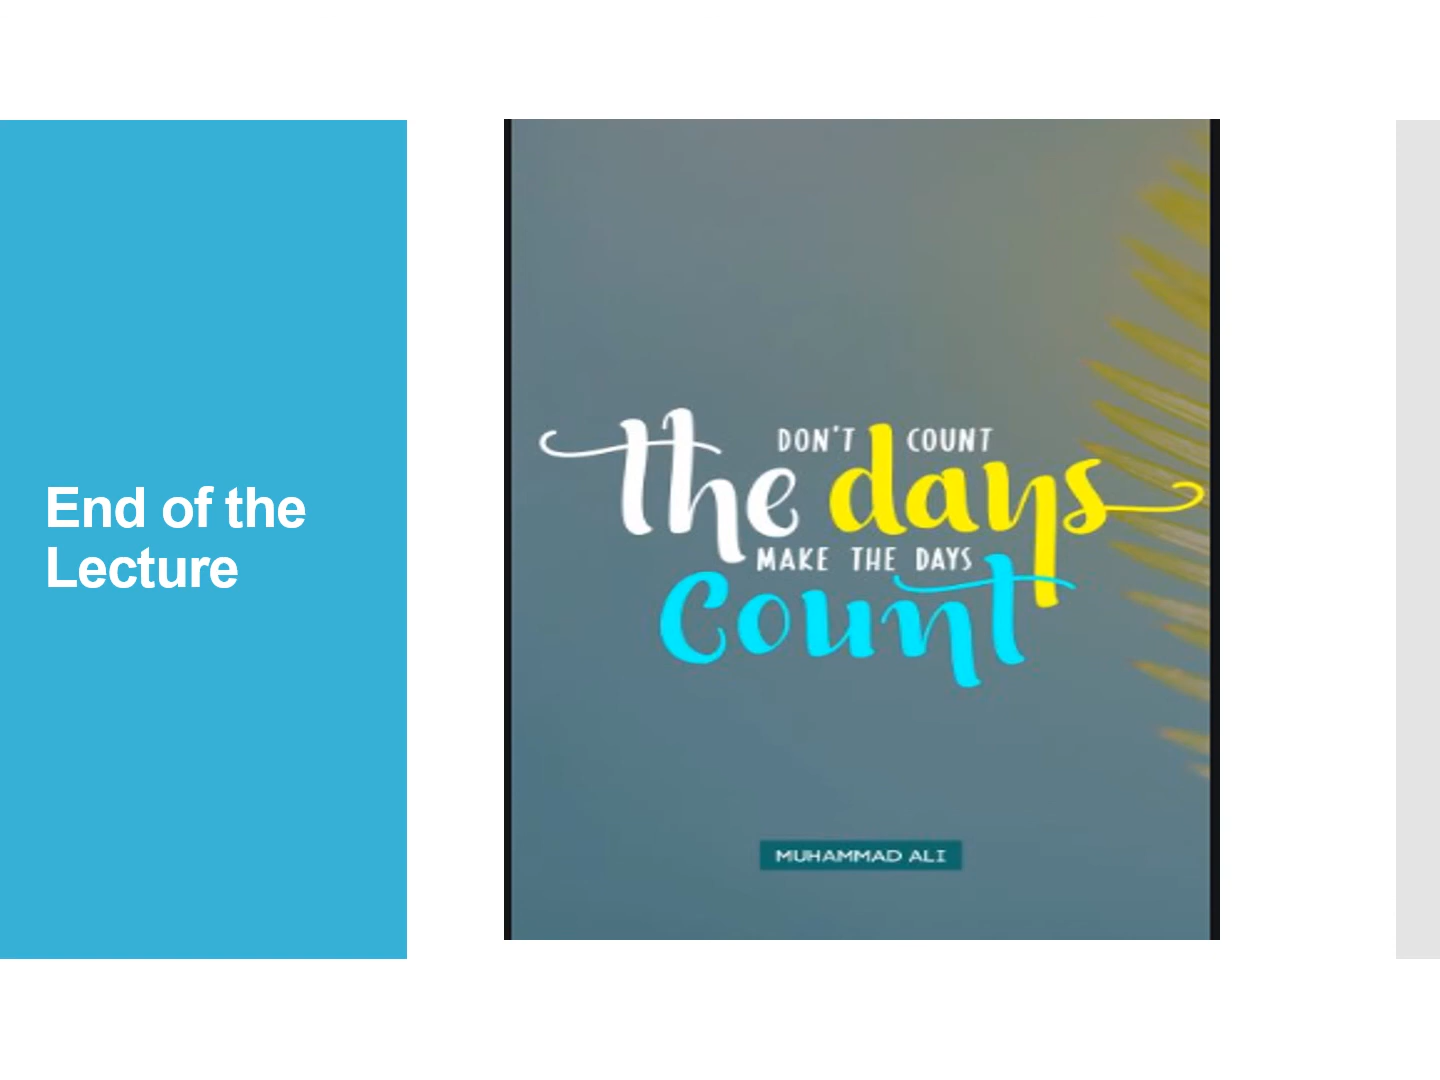 End of the
Lecture
DON'T COUNT
the days
MAKE THE DAYS
Count
MUHAMMAD ALI